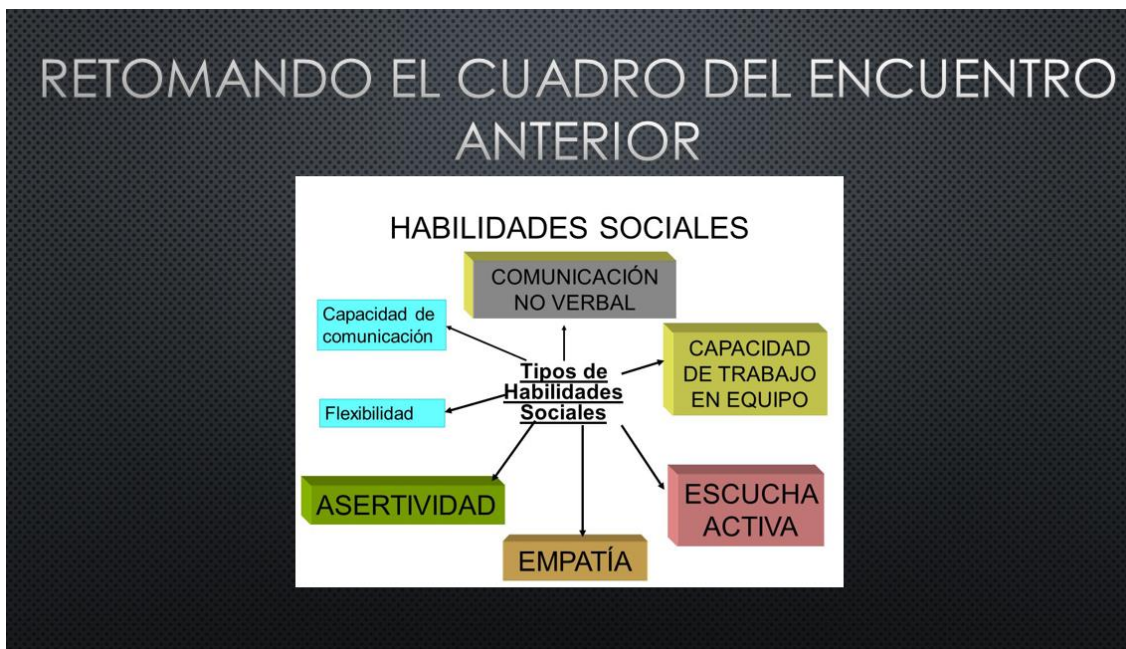 RETOMANDO EL CUADRO DEL ENCUENTRO
ANTERIOR
HABILIDADES SOCIALES
COMUNICACIÓN
NO VERBAL
Capacidad de
comunicación
CAPACIDAD
DE TRABAJO
EN EQUIPO
Tipos de
Habilidades
Sociales
Flexibilidad
ASERTIVIDAD
ESCUCHA
ACTIVA
EMPATÍA